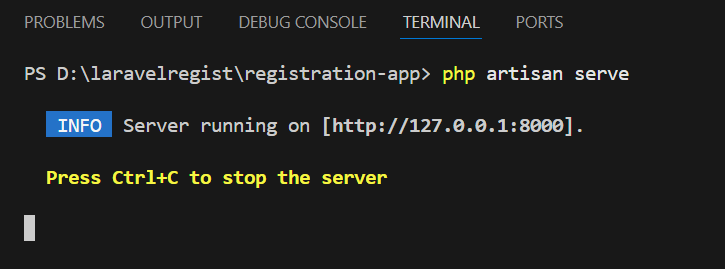 PROBLEMS OUTPUT DEBUG CONSOLE TERMINAL PORTS
PS D:\laravelregist\registration-app> php artisan serve
INFO Server running on [http://127.0.0.1:8000].
Press Ctrl+C to stop the server